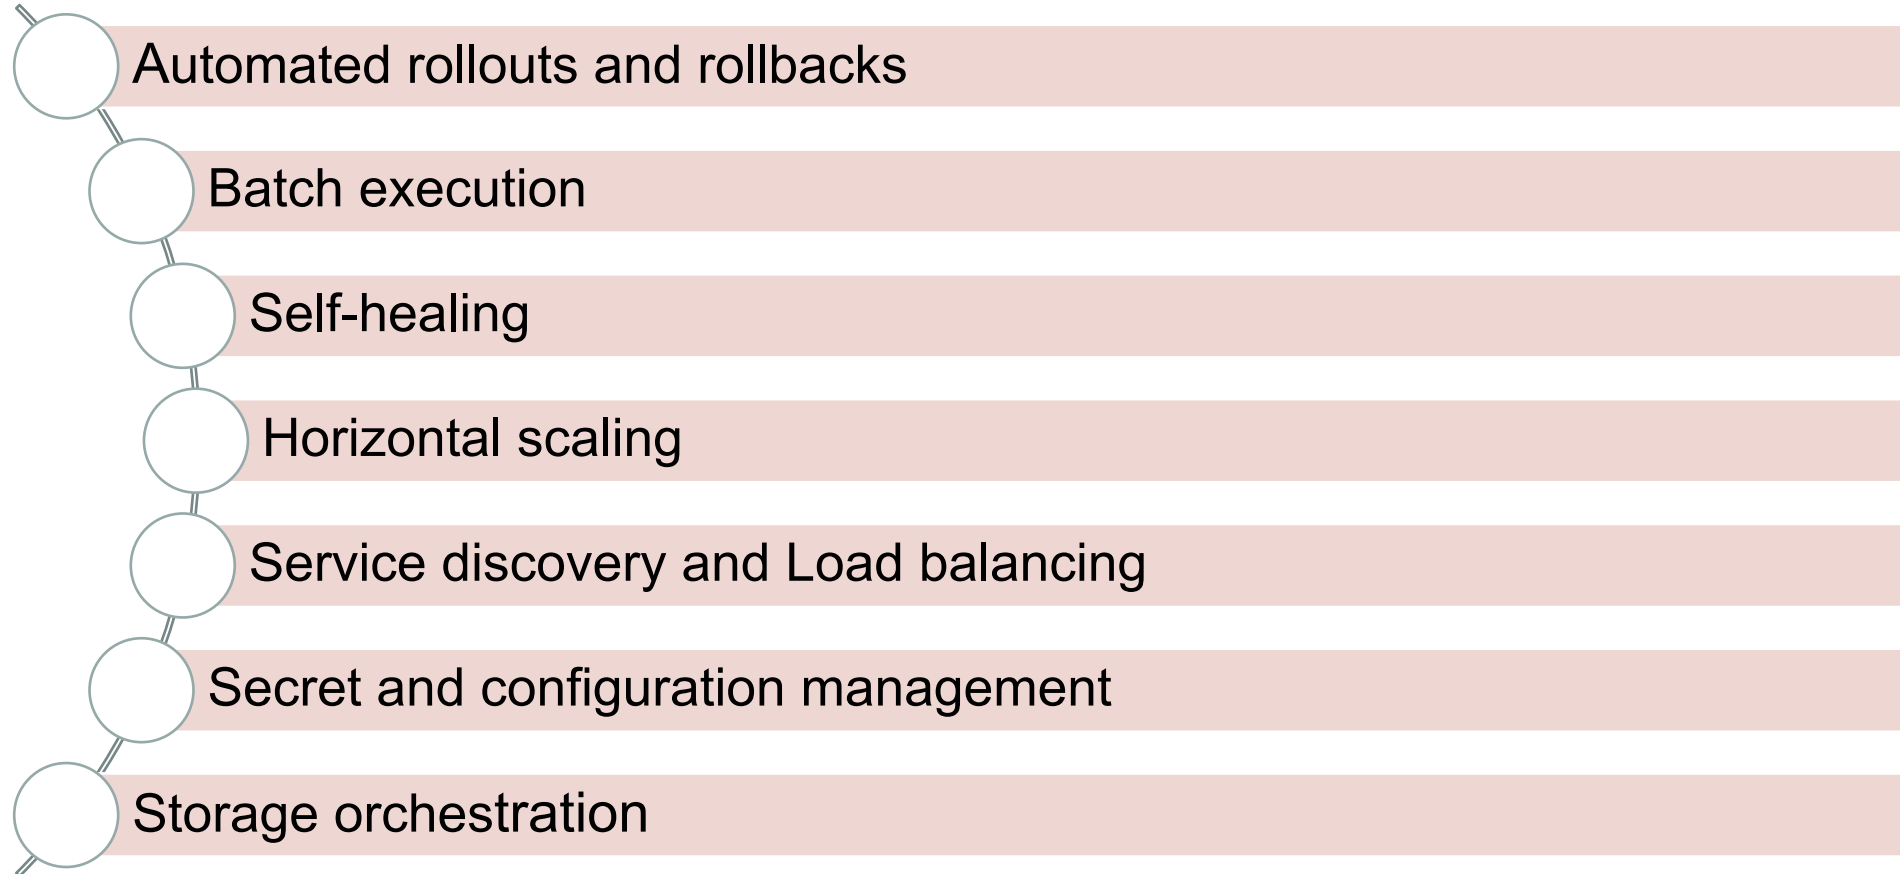 Automated rollouts and rollbacks
Batch execution
Self-healing
Horizontal scaling
Service discovery and Load balancing
Secret and configuration management
Storage orchestration